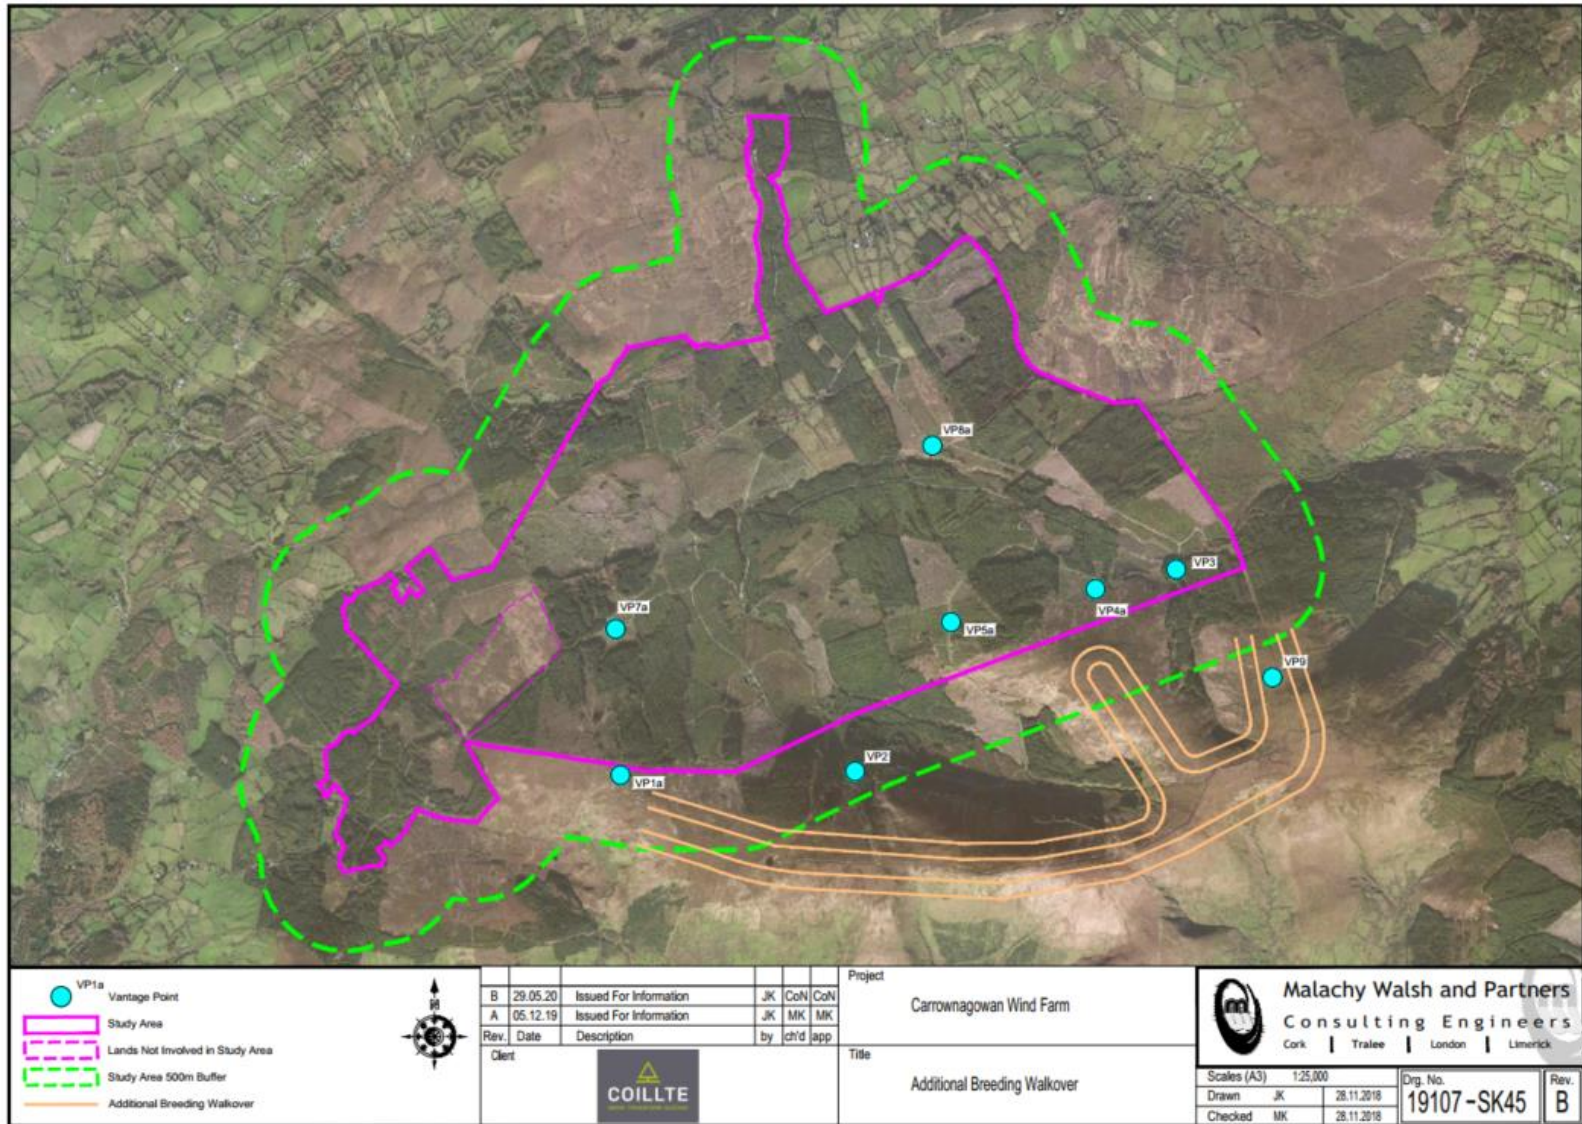 VP8a
VP3
VP4a
VP7a
VP5a
VP9
VP2
VP1a
VP1a
Vantage Point
Study Area
Lands Not Involved in Study Area
Study Area 500m Buffer
Additional Breeding Walkover
N
B 29.05.20 Issued For Information JK CoN CoN
A 05.12.19 Issued For Information JK MK MK
Rev. Date Description by ch'd app
Client
COILLTE
Project
Carrownagowan Wind Farm
Title
Additional Breeding Walkover
Malachy Walsh and Partners
Consulting Engineers
Cork | Tralee | London | Limerick
Scales (A3) 1:25,000
Drawn JK 28.11.2018
Checked MK 28.11.2018
Drg. No.
19107-SK45
Rev.
B